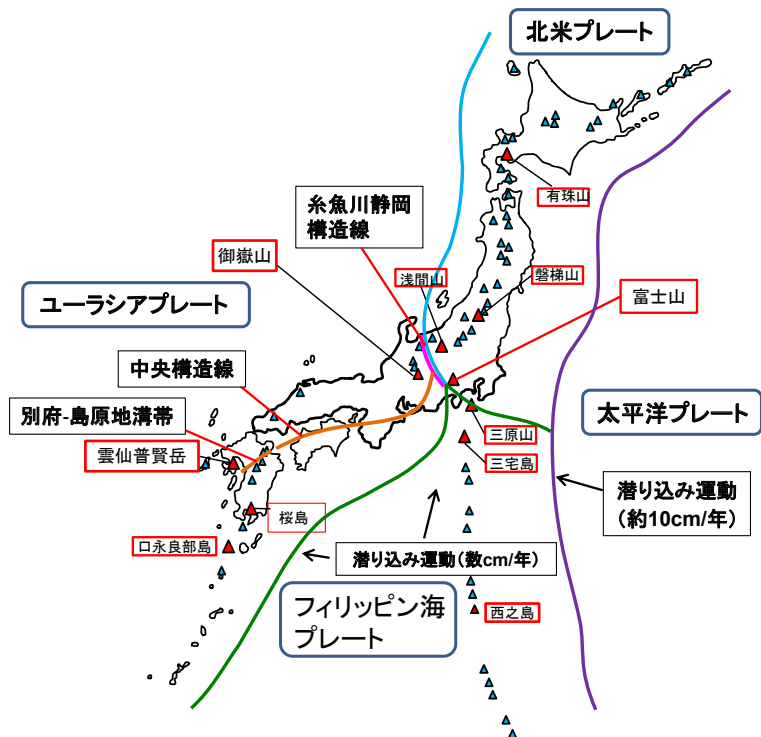 北米プレート
有珠山
糸魚川静岡
構造線
御嶽山
浅間山
磐梯山
富士山
ユーラシアプレート
中央構造線
太平洋プレート
別府-島原地溝帯
三原山
雲仙普賢岳
三宅島
潜り込み運動
（約10cm/年）
桜島
口永良部島
潜り込み運動（数cm/年）
フィリッピン海
プレート
西之島